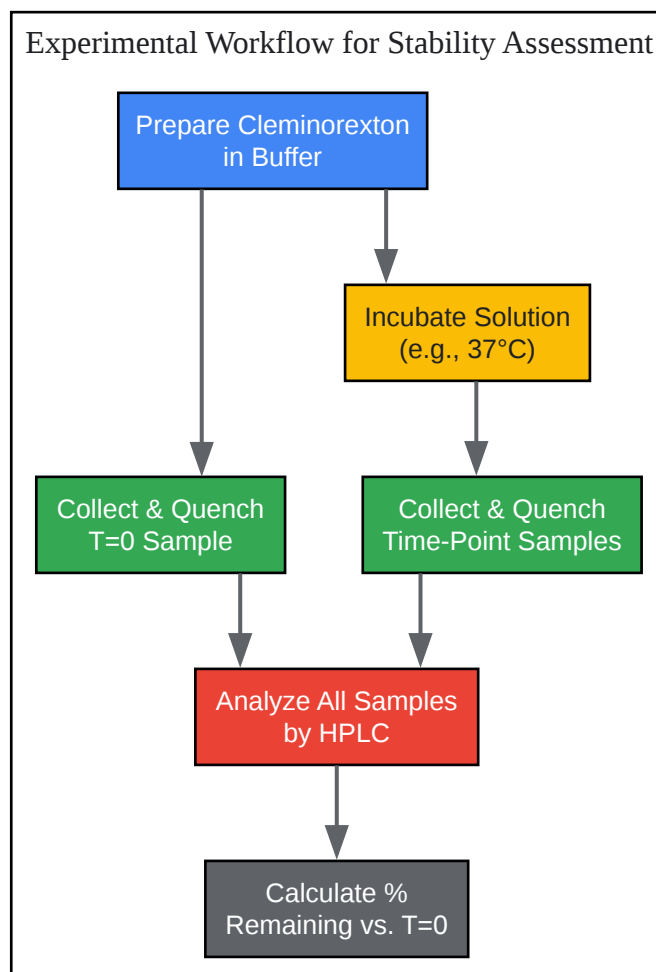 Experimental Workflow for Stability Assessment
Prepare Cleminorexton
in Buffer
Incubate Solution
(e.g., 37°C)
Collect & Quench
T=0 Sample
Collect & Quench
Time-Point Samples
Analyze All Samples
by HPLC
Calculate %
Remaining vs. T=0